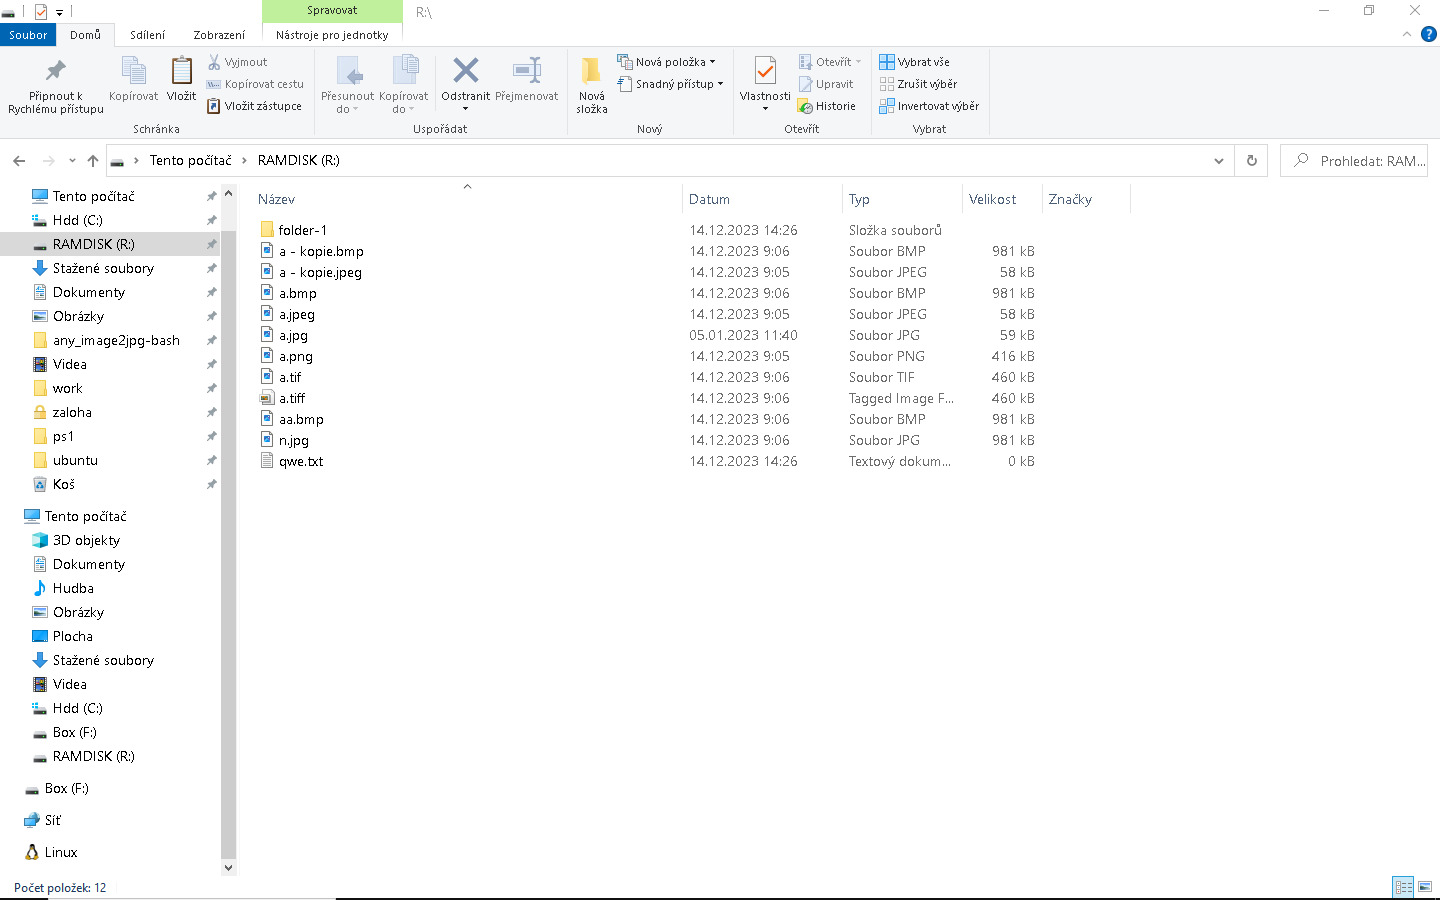 Spravovat
R:\
Soubor Domů Sdílení Zobrazení Nástroje pro jednotky
Připnout k Rychlému přístupu
Kopírovat
Vložit
Vyjmout
Kopírovat cestu
Vložit zástupce
Schránka
Přesunout do
Kopírovat do
Odstranit
Přejmenovat
Uspořádat
Nová složka
Nová položka
Snadný přístup
Nový
Vlastnosti
Otevřít
Upravit
Historie
Otevřít
Vybrat vše
Zrušit výběr
Invertovat výběr
Vybrat
Tento počítač > RAMDISK (R:)
Prohledat: RAM...
Tento počítač
Hdd (C:)
RAMDISK (R:)
Stažené soubory
Dokumenty
Obrázky
any_image2jpg-bash
Videa
work
zaloha
ps1
ubuntu
Koš
Tento počítač
3D objekty
Dokumenty
Hudba
Obrázky
Plocha
Stažené soubory
Videa
Hdd (C:)
Box (F:)
RAMDISK (R:)
Box (F:)
Síť
Linux
Název Datum Typ Velikost Značky
folder-1 14.12.2023 14:26 Složka souborů
a - kopie.bmp 14.12.2023 9:06 Soubor BMP 981 kB
a - kopie.jpeg 14.12.2023 9:05 Soubor JPEG 58 kB
a.bmp 14.12.2023 9:06 Soubor BMP 981 kB
a.jpeg 14.12.2023 9:05 Soubor JPEG 58 kB
a.jpg 05.01.2023 11:40 Soubor JPG 59 kB
a.png 14.12.2023 9:05 Soubor PNG 416 kB
a.tif 14.12.2023 9:06 Soubor TIF 460 kB
a.tiff 14.12.2023 9:06 Tagged Image F... 460 kB
aa.bmp 14.12.2023 9:06 Soubor BMP 981 kB
n.jpg 14.12.2023 9:06 Soubor JPG 981 kB
qwe.txt 14.12.2023 14:26 Textový dokum... 0 kB
Počet položek: 12